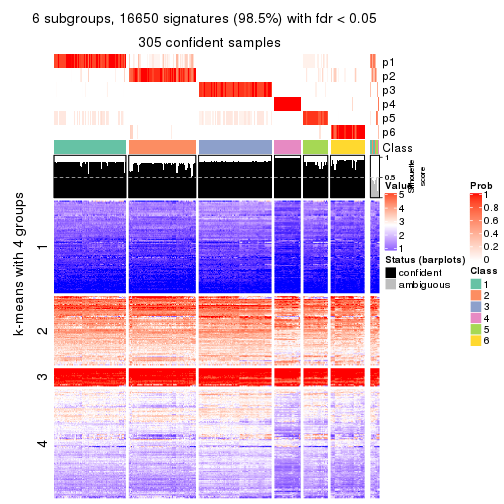 6 subgroups, 16650 signatures (98.5%) with fdr < 0.05
305 confident samples
p1
p2
p3
p4
p5
p6
Class
1
0.5
0
Silhouette
score
k-means with 4 groups
1
2
3
4
Value
5
4
3
2
1
Status (barplots)
confident
ambiguous
Prob
1
0.8
0.6
0.4
0.2
0
Class
1
2
3
4
5
6